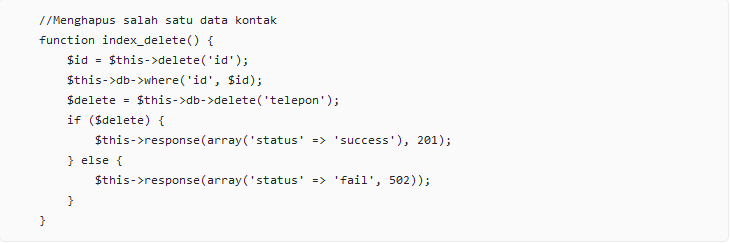 //Menghapus salah satu data kontak
function index_delete() {
    $id = $this->delete('id');
    $this->db->where('id', $id);
    $delete = $this->db->delete('telepon');
    if ($delete) {
        $this->response(array('status' => 'success'), 201);
    } else {
        $this->response(array('status' => 'fail', 502));
    }
}